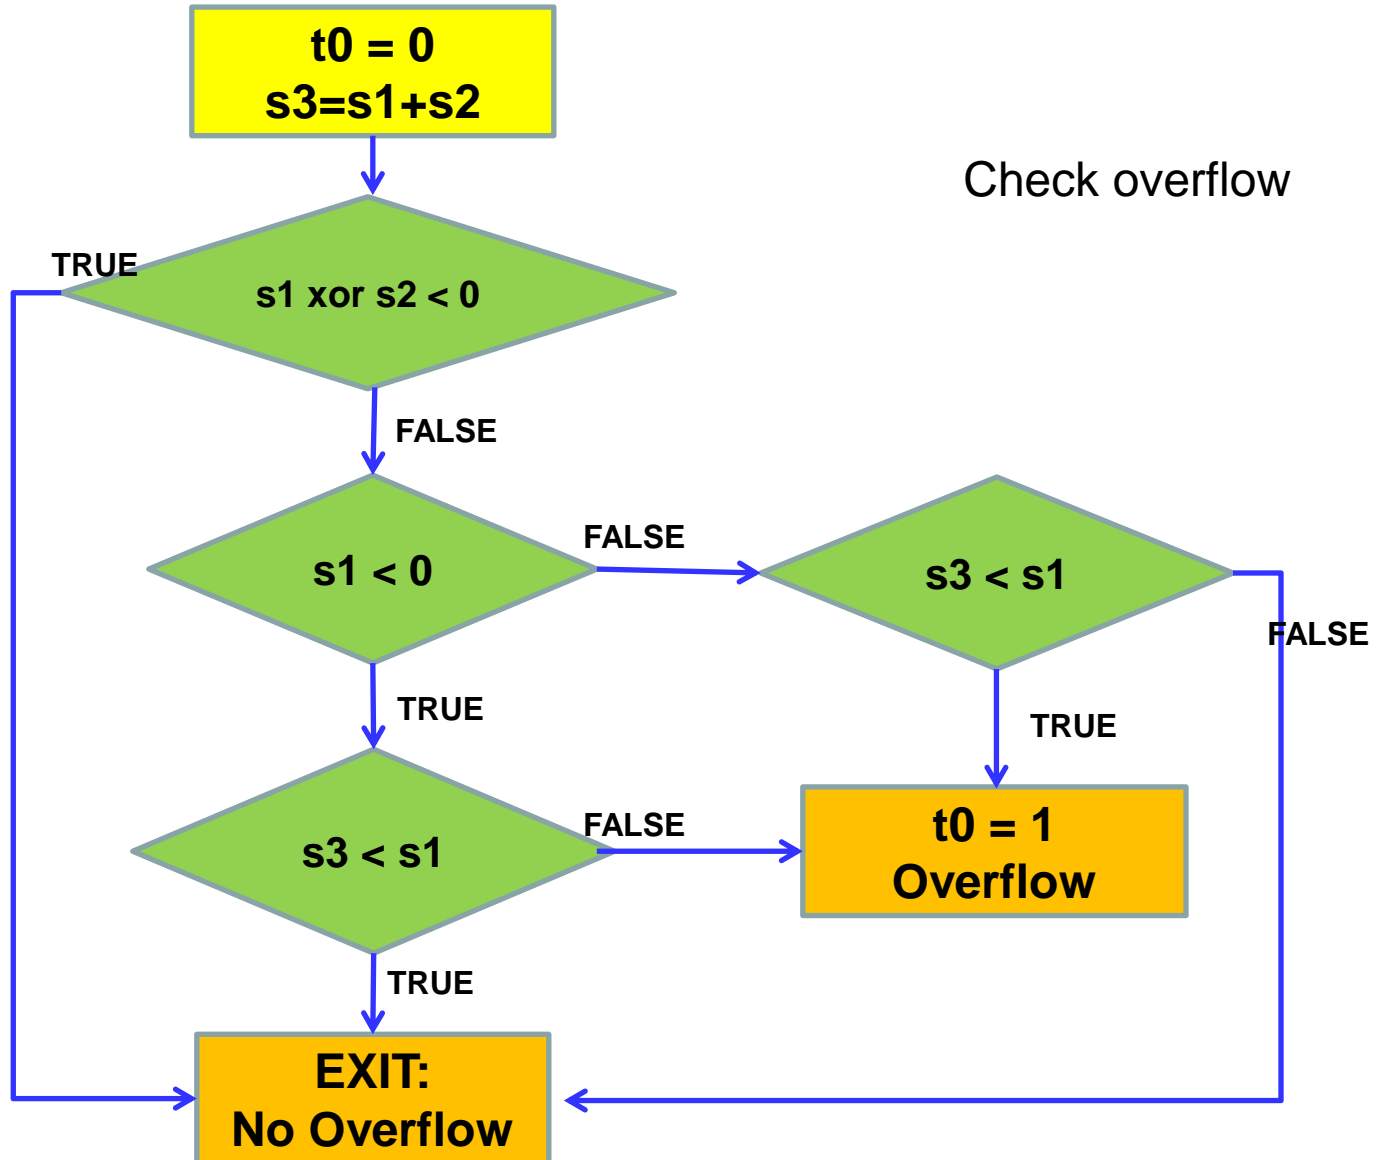 t0 = 0
s3=s1+s2
Check overflow
TRUE
s1 xor s2 < 0
FALSE
s1 < 0
FALSE
s3 < s1
FALSE
TRUE
TRUE
s3 < s1
FALSE
t0 = 1
Overflow
TRUE
EXIT:
No Overflow